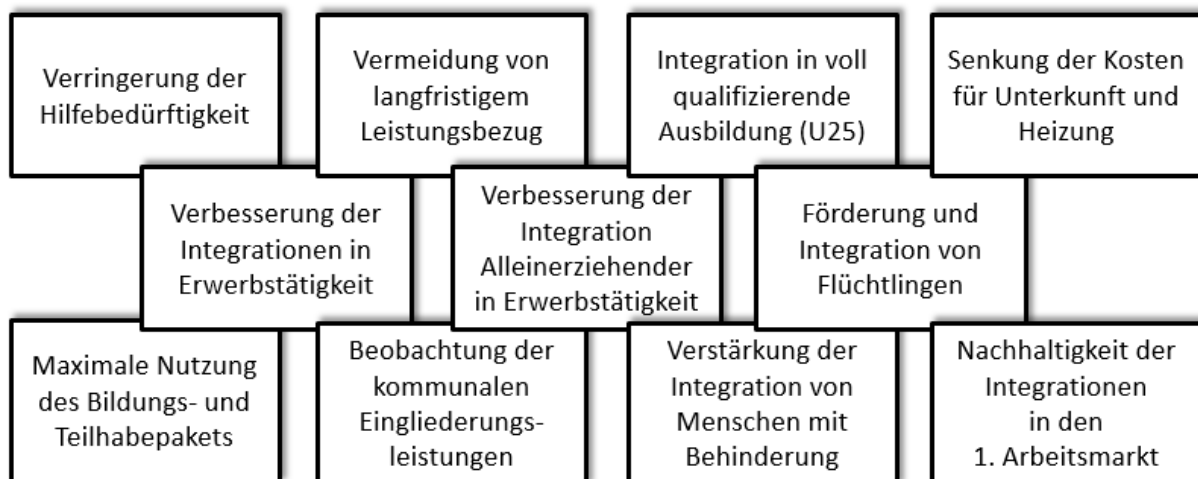 Verringerung der
Hilfebedürftigkeit
Vermeidung von
langfristigem
Leistungsbezug
Integration in voll
qualifizierende
Ausbildung (U25)
Senkung der Kosten
für Unterkunft und
Heizung
Verbesserung der
Integrationen in
Erwerbstätigkeit
Verbesserung der
Integration
Alleinerziehender
in Erwerbstätigkeit
Förderung und
Integration von
Flüchtlingen
Maximale Nutzung
des Bildungs- und
Teilhabepakets
Beobachtung der
kommunalen
Eingliederungs-
leistungen
Verstärkung der
Integration von
Menschen mit
Behinderung
Nachhaltigkeit der
Integrationen
in den
1. Arbeitsmarkt